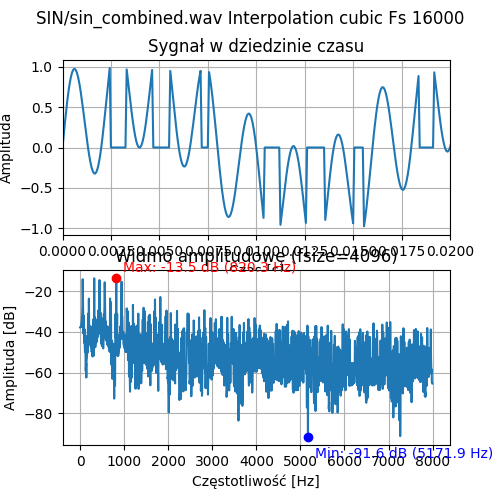 SIN/sin_combined.wav Interpolation cubic Fs 16000
Sygnał w dziedzinie czasu
Amplituda
1.0
0.5
0.0
−0.5
−1.0
0.0000 0.0025 0.0050 0.0075 0.0100 0.0125 0.0150 0.0175 0.0200
Widmo amplitudowe (fsize=4096)
Max: -13.5 dB (820.3 Hz)
Amplituda [dB]
−20
−40
−60
−80
0 1000 2000 3000 4000 5000 6000 7000 8000
Min: -91.6 dB (5171.9 Hz)
Częstotliwość [Hz]